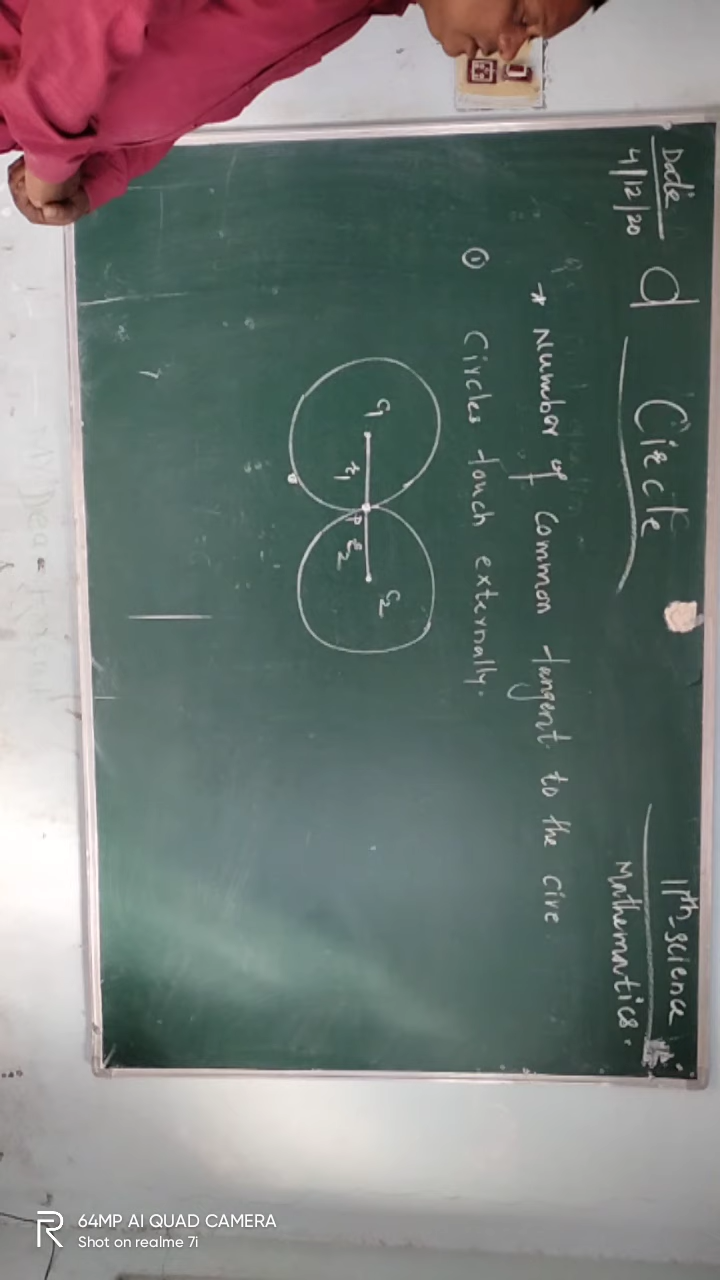 Date
4/12/20
Circle
11th-science
Mathematics.
* Number of Common tangent to the circ
① Circles touch externally.
C₁ r₁ P r₂ C₂
64MP AI QUAD CAMERA
Shot on realme 7i